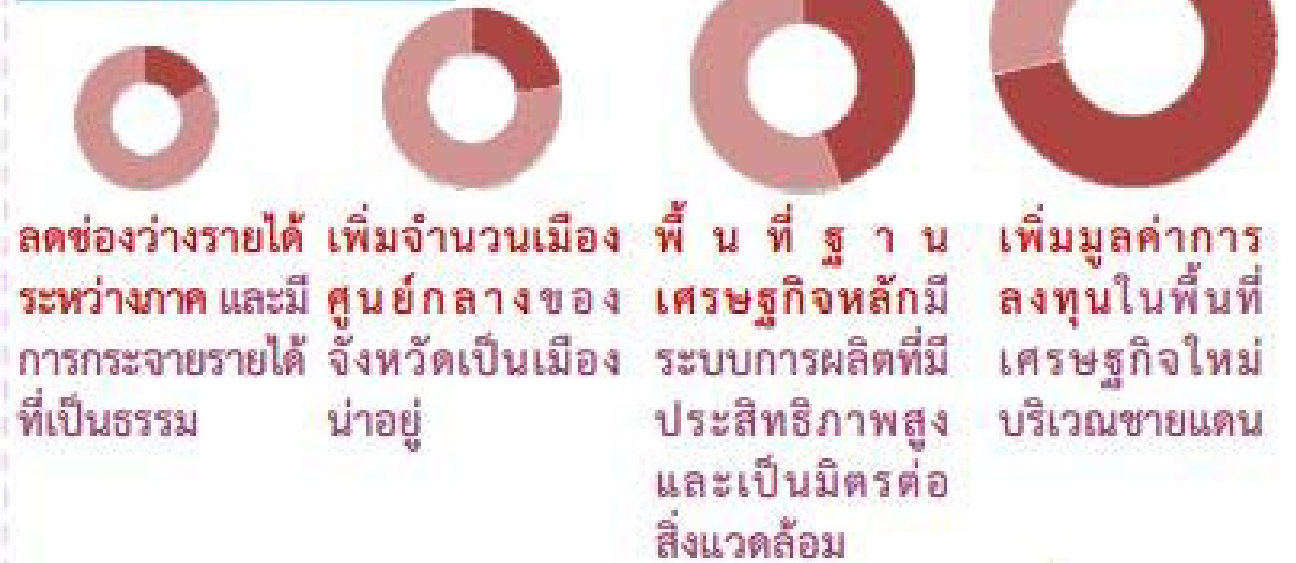 ลดช่องว่างรายได้
ระหว่างภาค และมี
การกระจายรายได้
ที่เป็นธรรม
เพิ่มจำนวนเมือง
ศูนย์กลางของ
จังหวัดเป็นเมือง
น่าอยู่
พื้นที่ฐาน
เศรษฐกิจหลักมี
ระบบการผลิตที่มี
ประสิทธิภาพสูง
และเป็นมิตรต่อ
สิ่งแวดล้อม
เพิ่มมูลค่าการ
ลงทุนในพื้นที่
เศรษฐกิจใหม่
บริเวณชายแดน